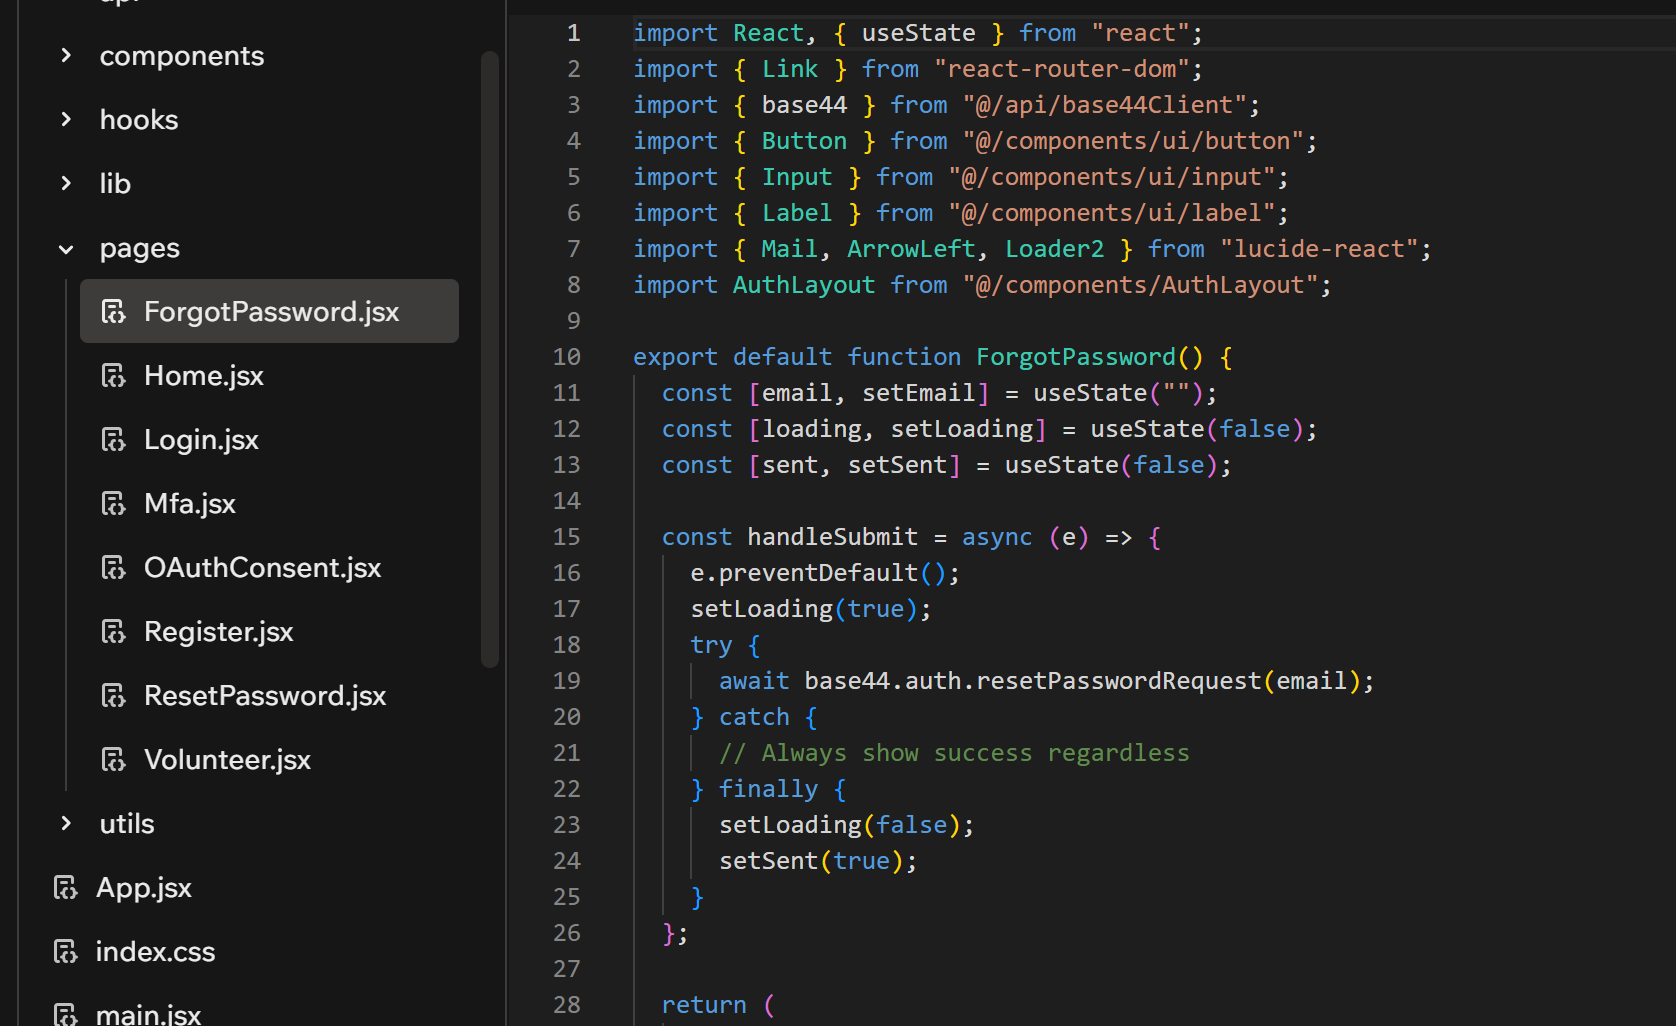 components
hooks
lib
pages
ForgotPassword.jsx
Home.jsx
Login.jsx
Mfa.jsx
OAuthConsent.jsx
Register.jsx
ResetPassword.jsx
Volunteer.jsx
utils
App.jsx
index.css
main.jsx
1 import React, { useState } from "react";
2 import { Link } from "react-router-dom";
3 import { base44 } from "@/api/base44Client";
4 import { Button } from "@/components/ui/button";
5 import { Input } from "@/components/ui/input";
6 import { Label } from "@/components/ui/label";
7 import { Mail, ArrowLeft, Loader2 } from "lucide-react";
8 import AuthLayout from "@/components/AuthLayout";
9
10 export default function ForgotPassword() {
11   const [email, setEmail] = useState("");
12   const [loading, setLoading] = useState(false);
13   const [sent, setSent] = useState(false);
14
15   const handleSubmit = async (e) => {
16     e.preventDefault();
17     setLoading(true);
18     try {
19       await base44.auth.resetPasswordRequest(email);
20     } catch {
21       // Always show success regardless
22     } finally {
23       setLoading(false);
24       setSent(true);
25     }
26   };
27
28   return (